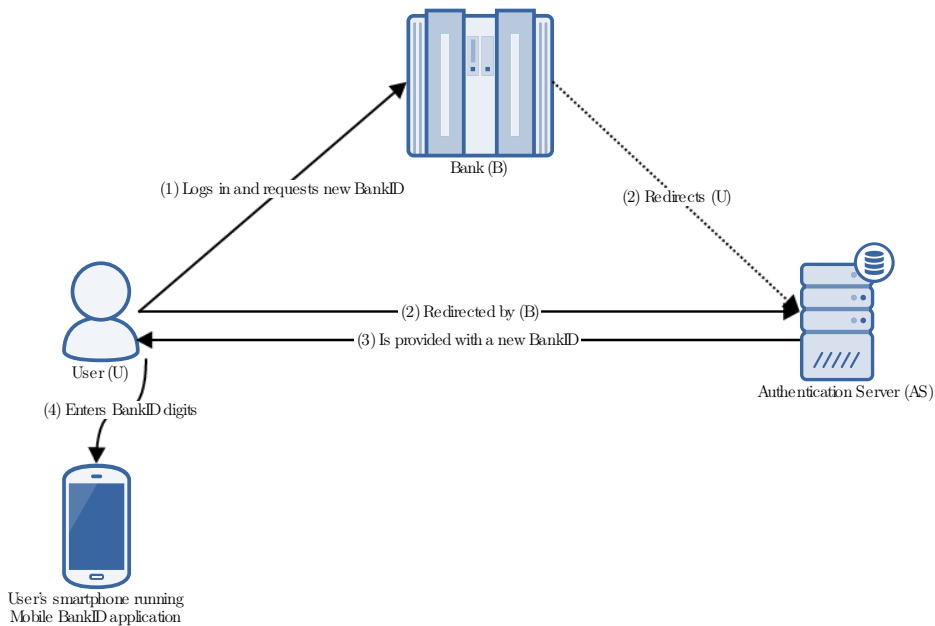 Bank (B)
(1) Logs in and requests new BankID
(2) Redirects (U)
(2) Redirected by (B)
(3) Is provided with a new BankID
User (U)
Authentication Server (AS)
(4) Enters BankID digits
User's smartphone running
Mobile BankID application